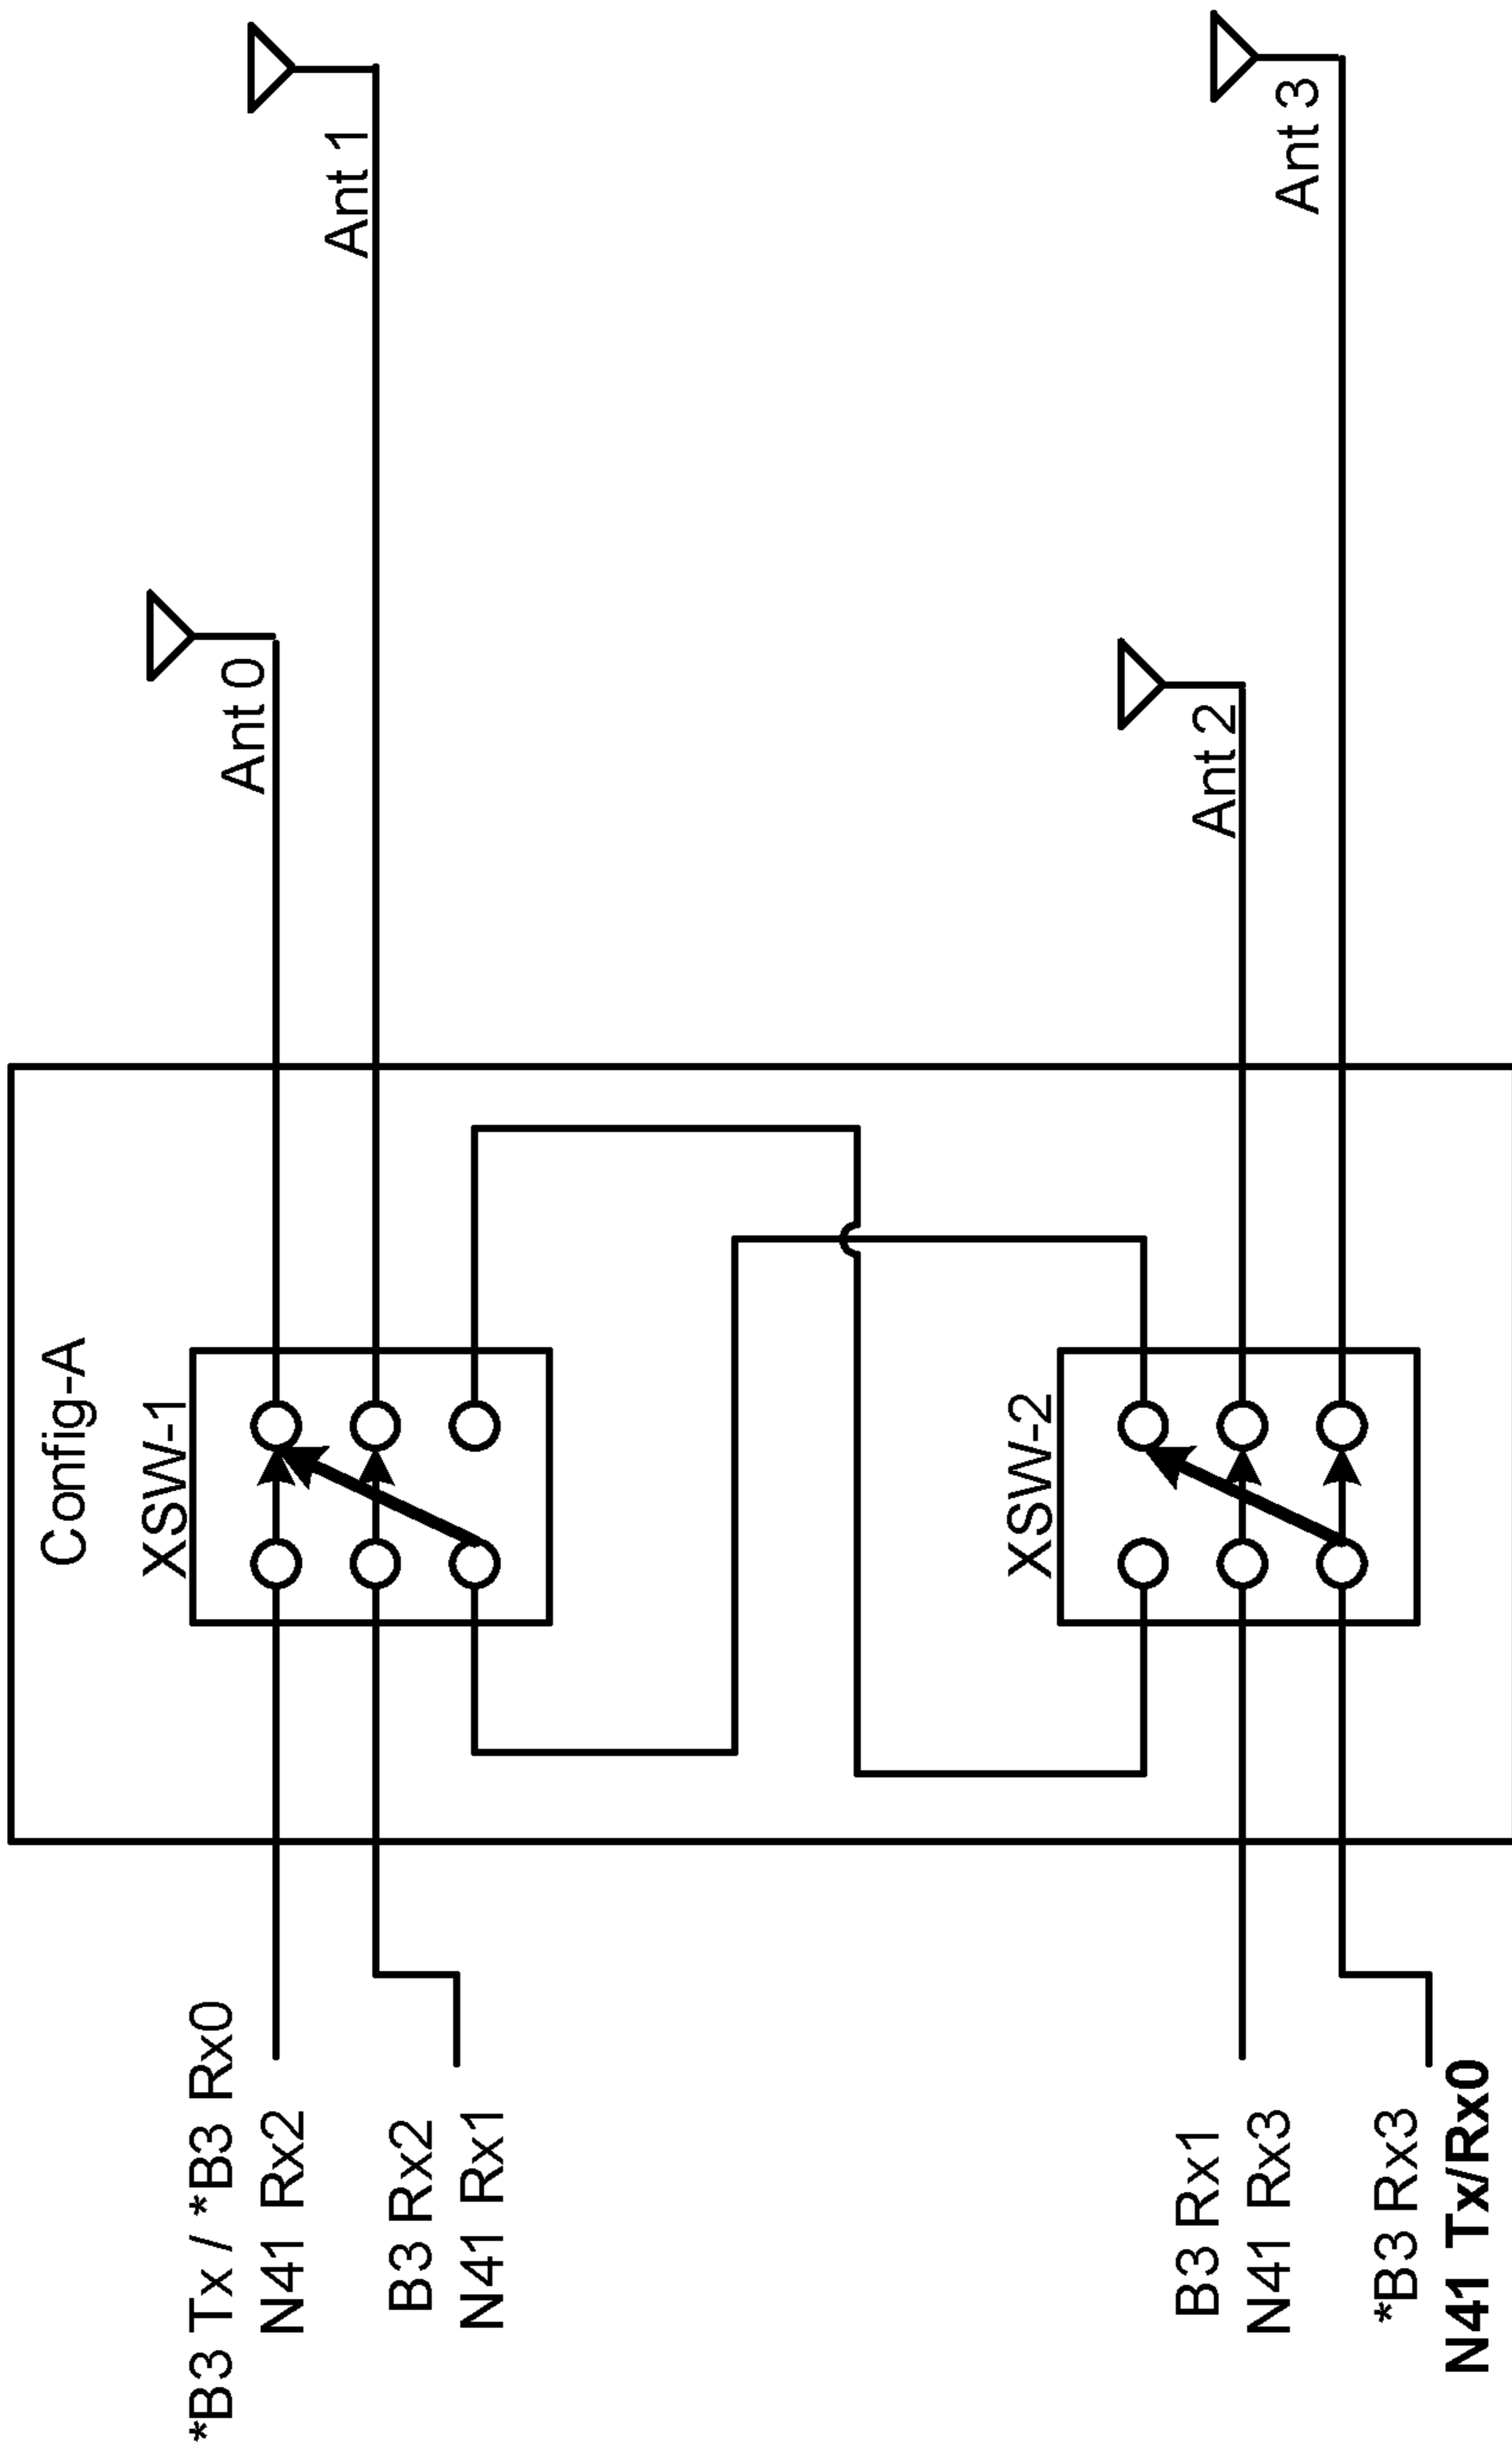 Config-A
XSW-1
*B3 Tx / *B3 Rx0
N41 Rx2
Ant 0
B3 Rx2
N41 Rx1
Ant 1
XSW-2
B3 Rx1
N41 Rx3
Ant 2
*B3 Rx3
N41 Tx/Rx0
Ant 3